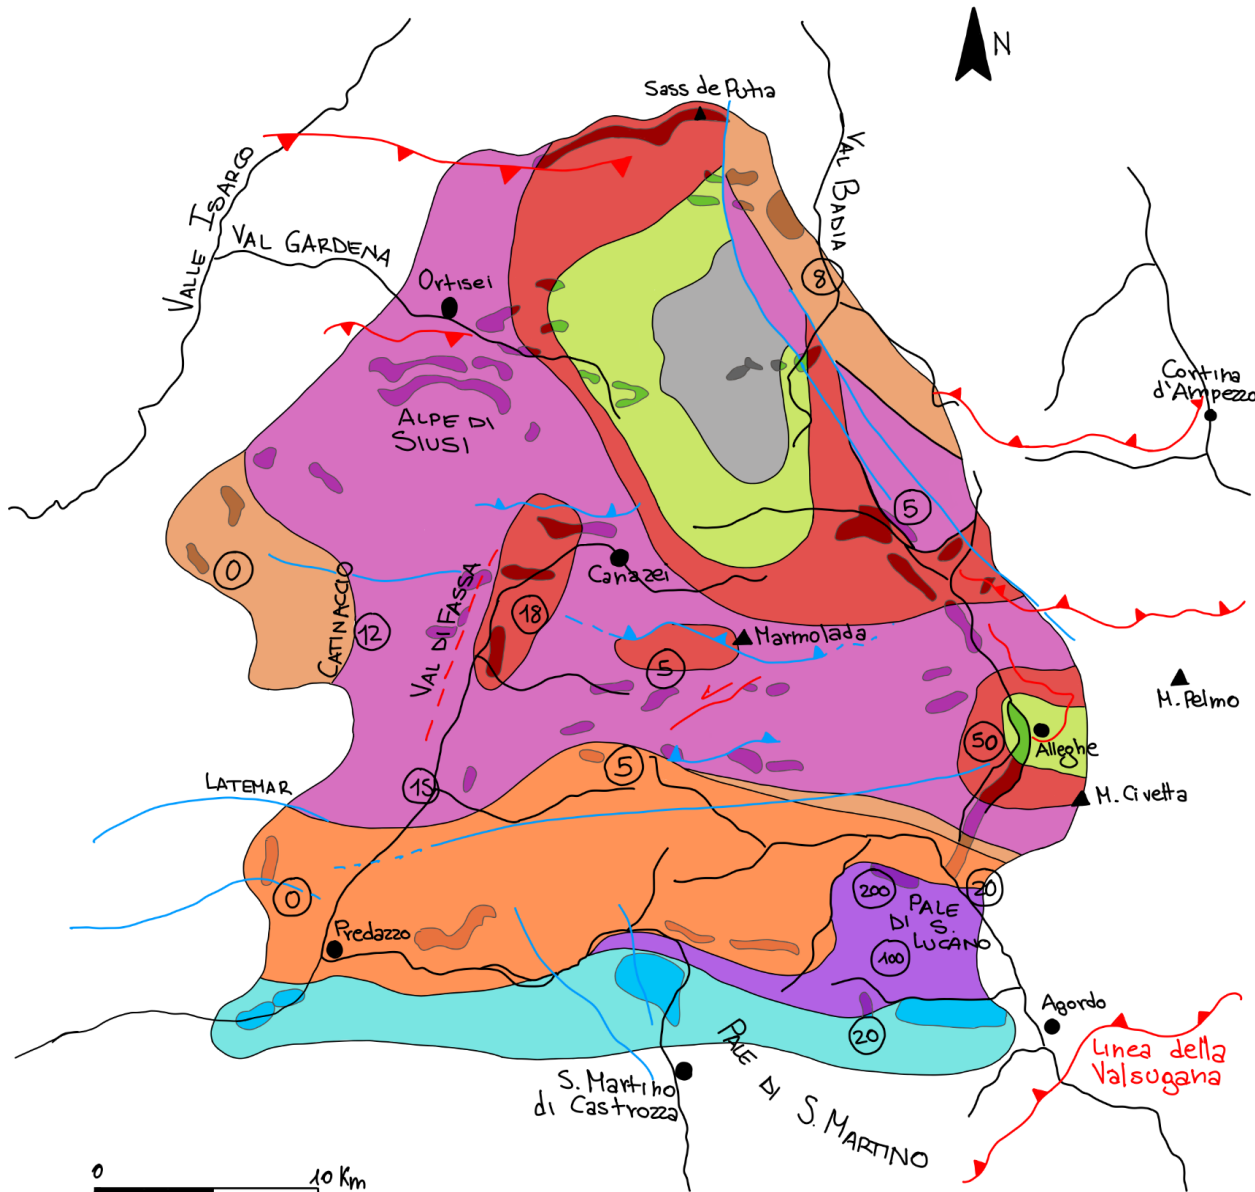 N
Sass de Putia
VALLE ISARCO
VAL BADIA
VAL GARDENA
8
Ortisei
Cortina
d'Ampezzo
ALPE DI
SIUSI
5
0
Canazei
CATINACCIO
VAL DI FASSA
18
12
Marmolada
5
M. Pelmo
50
Alleghe
5
15
LATEMAR
M. Civetta
0
200
20
PALE
DI
S.
LUCANO
Predazzo
100
Agordo
20
PALE DI S. MARTINO
Linea della
Valsugana
S. Martino
di Castrozza
0
10 Km